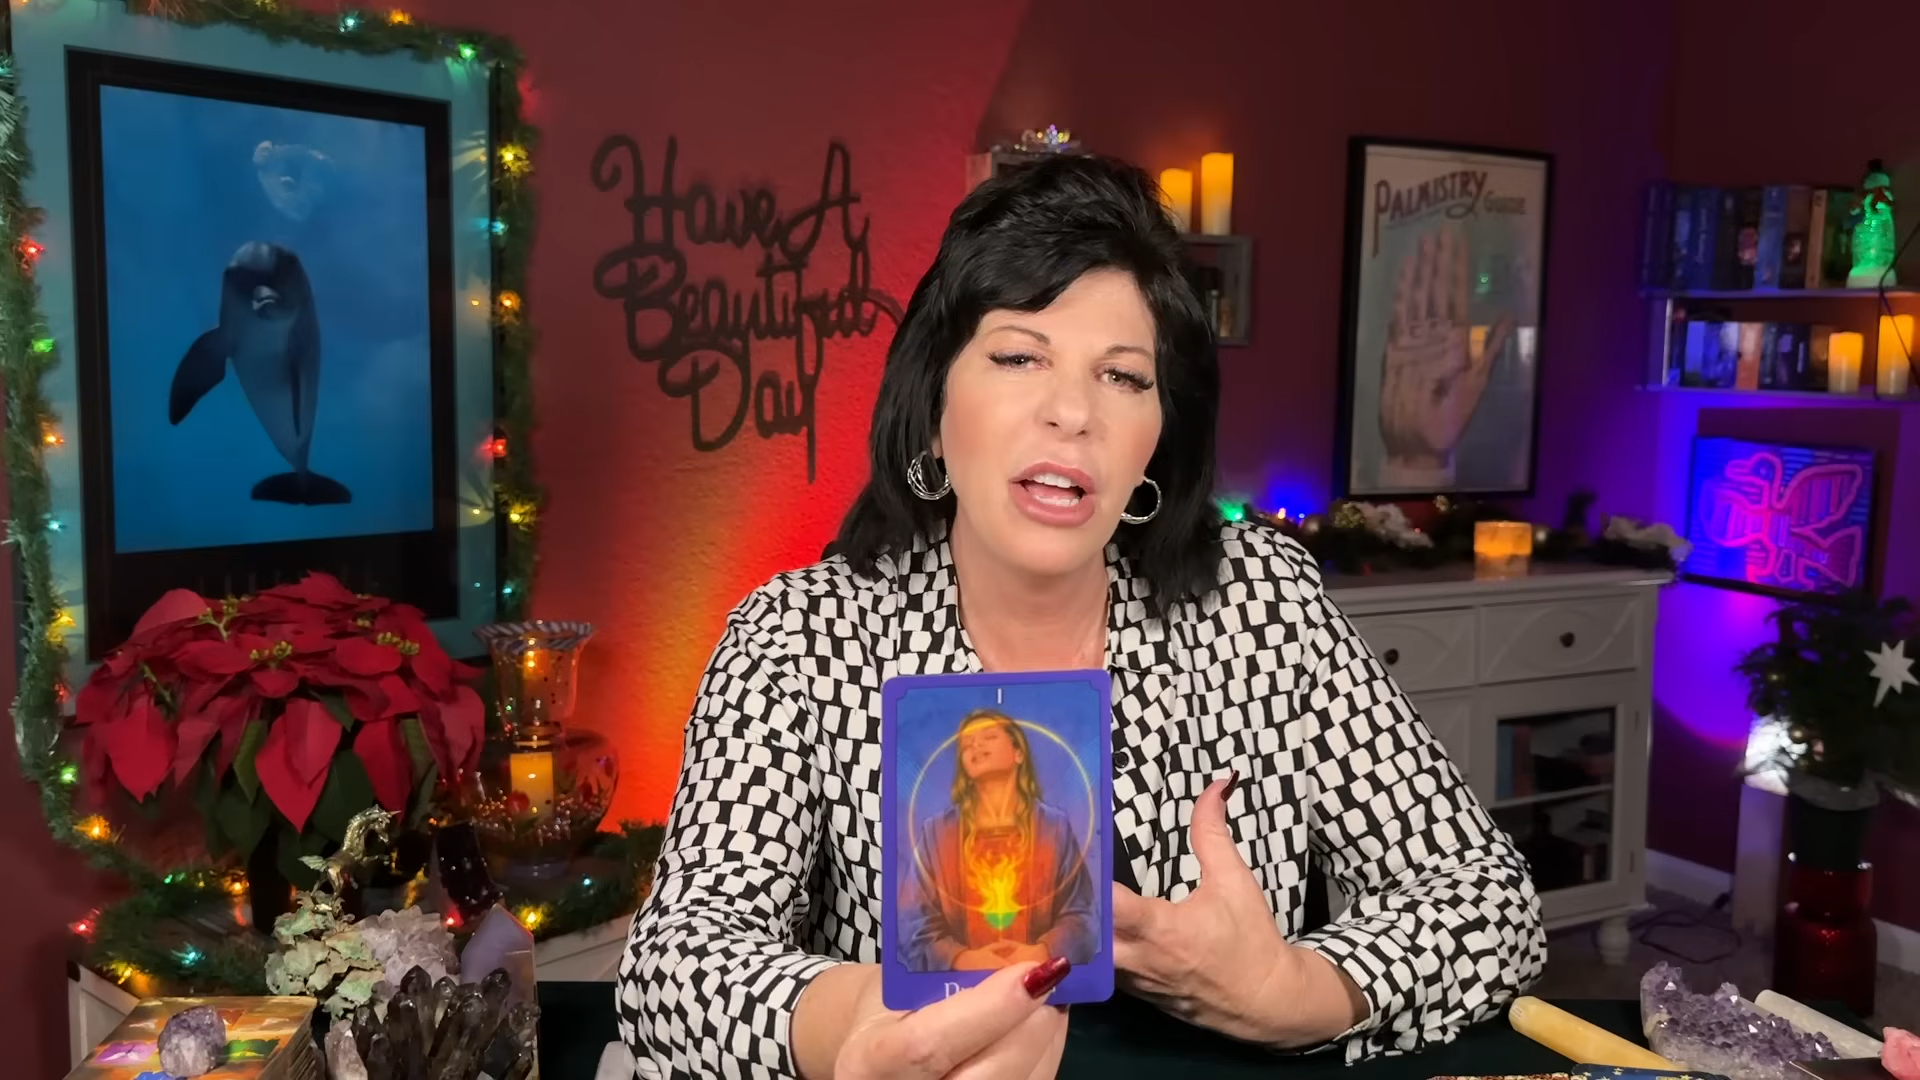 Have A
Beautiful
Day
PALMISTRY GUIDE
I